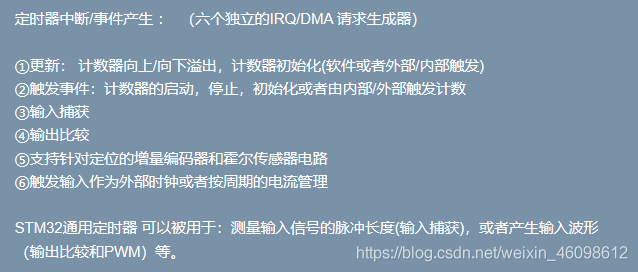 定时器中断/事件产生： （六个独立的IRQ/DMA 请求生成器）
①更新： 计数器向上/向下溢出，计数器初始化(软件或者外部/内部触发)
②触发事件：计数器的启动，停止，初始化或者由内部/外部触发计数
③输入捕获
④输出比较
⑤支持针对定位的增量编码器和霍尔传感器电路
⑥触发输入作为外部时钟或者按周期的电流管理
STM32通用定时器 可以被用于：测量输入信号的脉冲长度(输入捕获)，或者产生输入波形
（输出比较和PWM）等。
https://blog.csdn.net/weixin_46098612